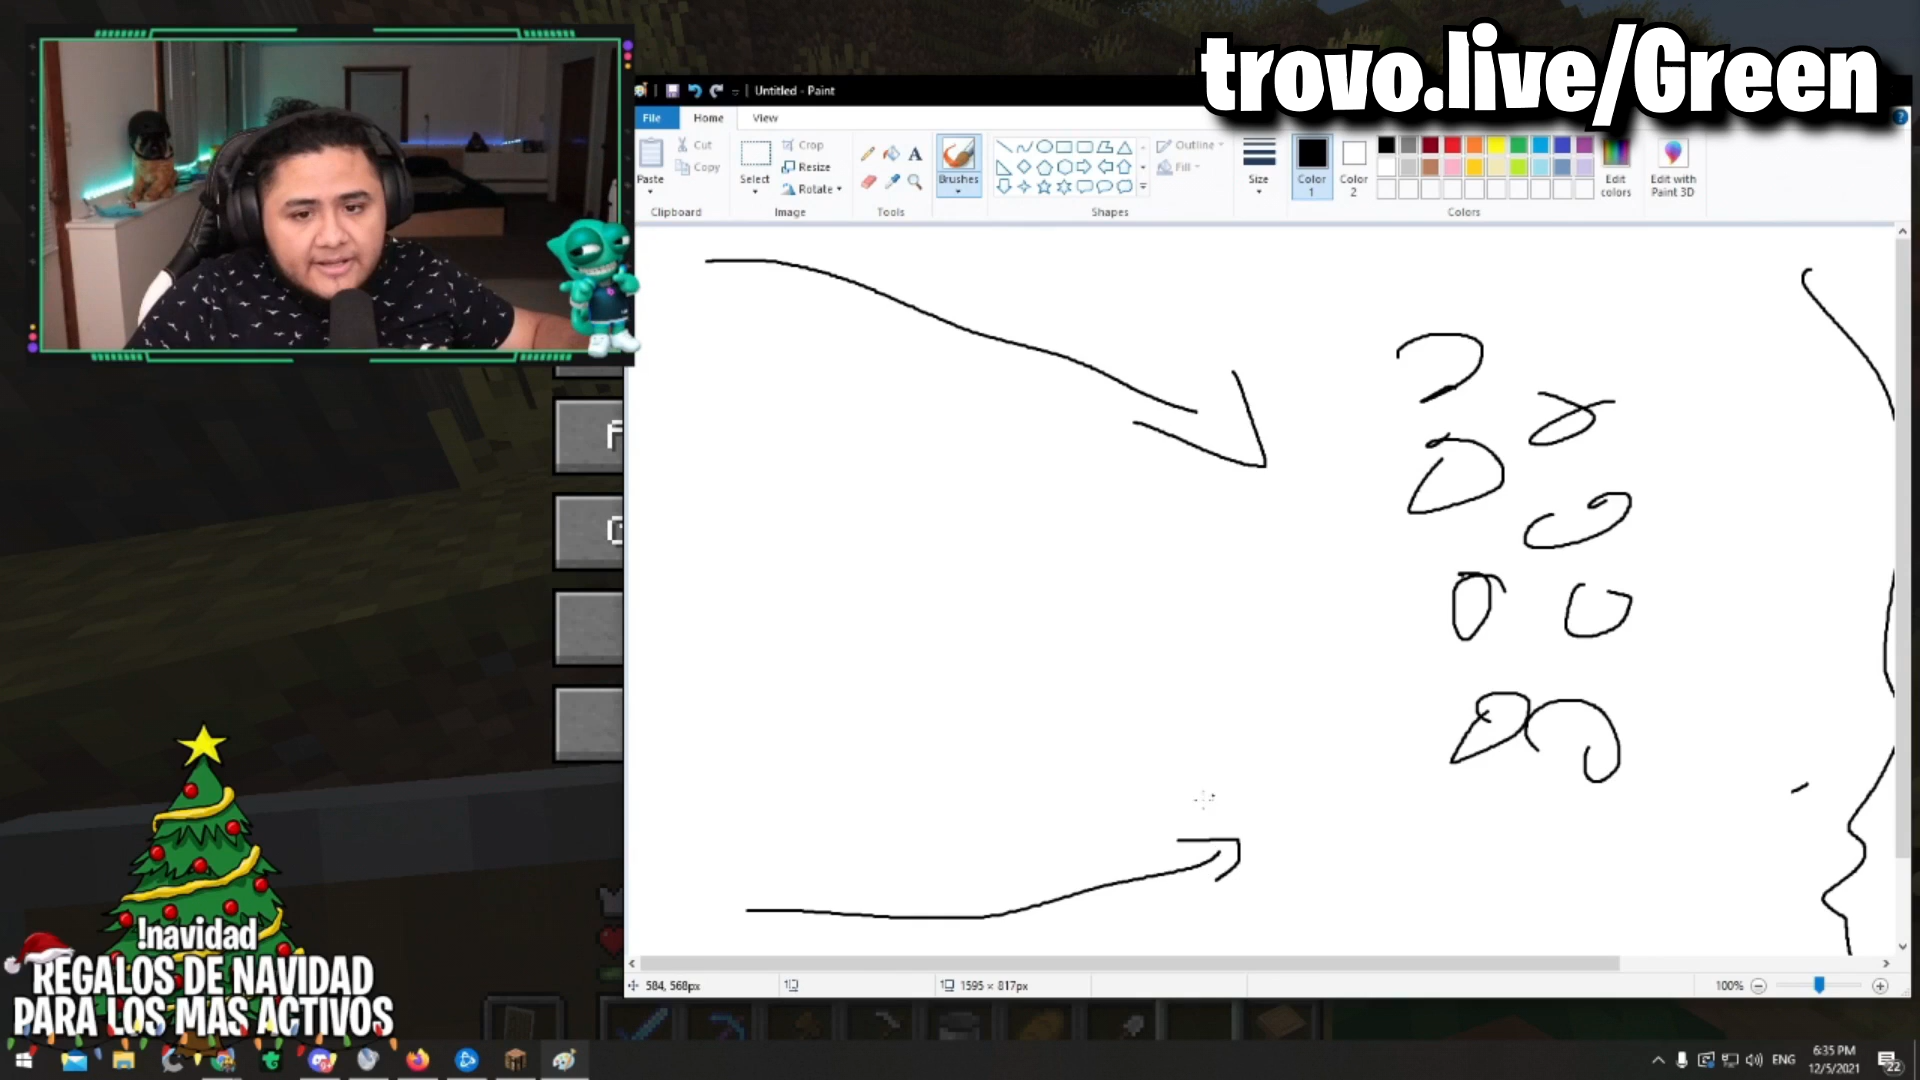 trovo.live/Green
Untitled - Paint
File Home View
Paste
Cut
Copy
Clipboard
Select
Crop
Resize
Rotate
Image
A
Tools
Brushes
Shapes
Outline
Fill
Size
Color 1
Color 2
Edit colors
Edit with Paint 3D
Colors
!navidad
REGALOS DE NAVIDAD
PARA LOS MAS ACTIVOS
584, 568px
1595 × 817px
100%
ENG
6:35 PM
12/5/2021
22